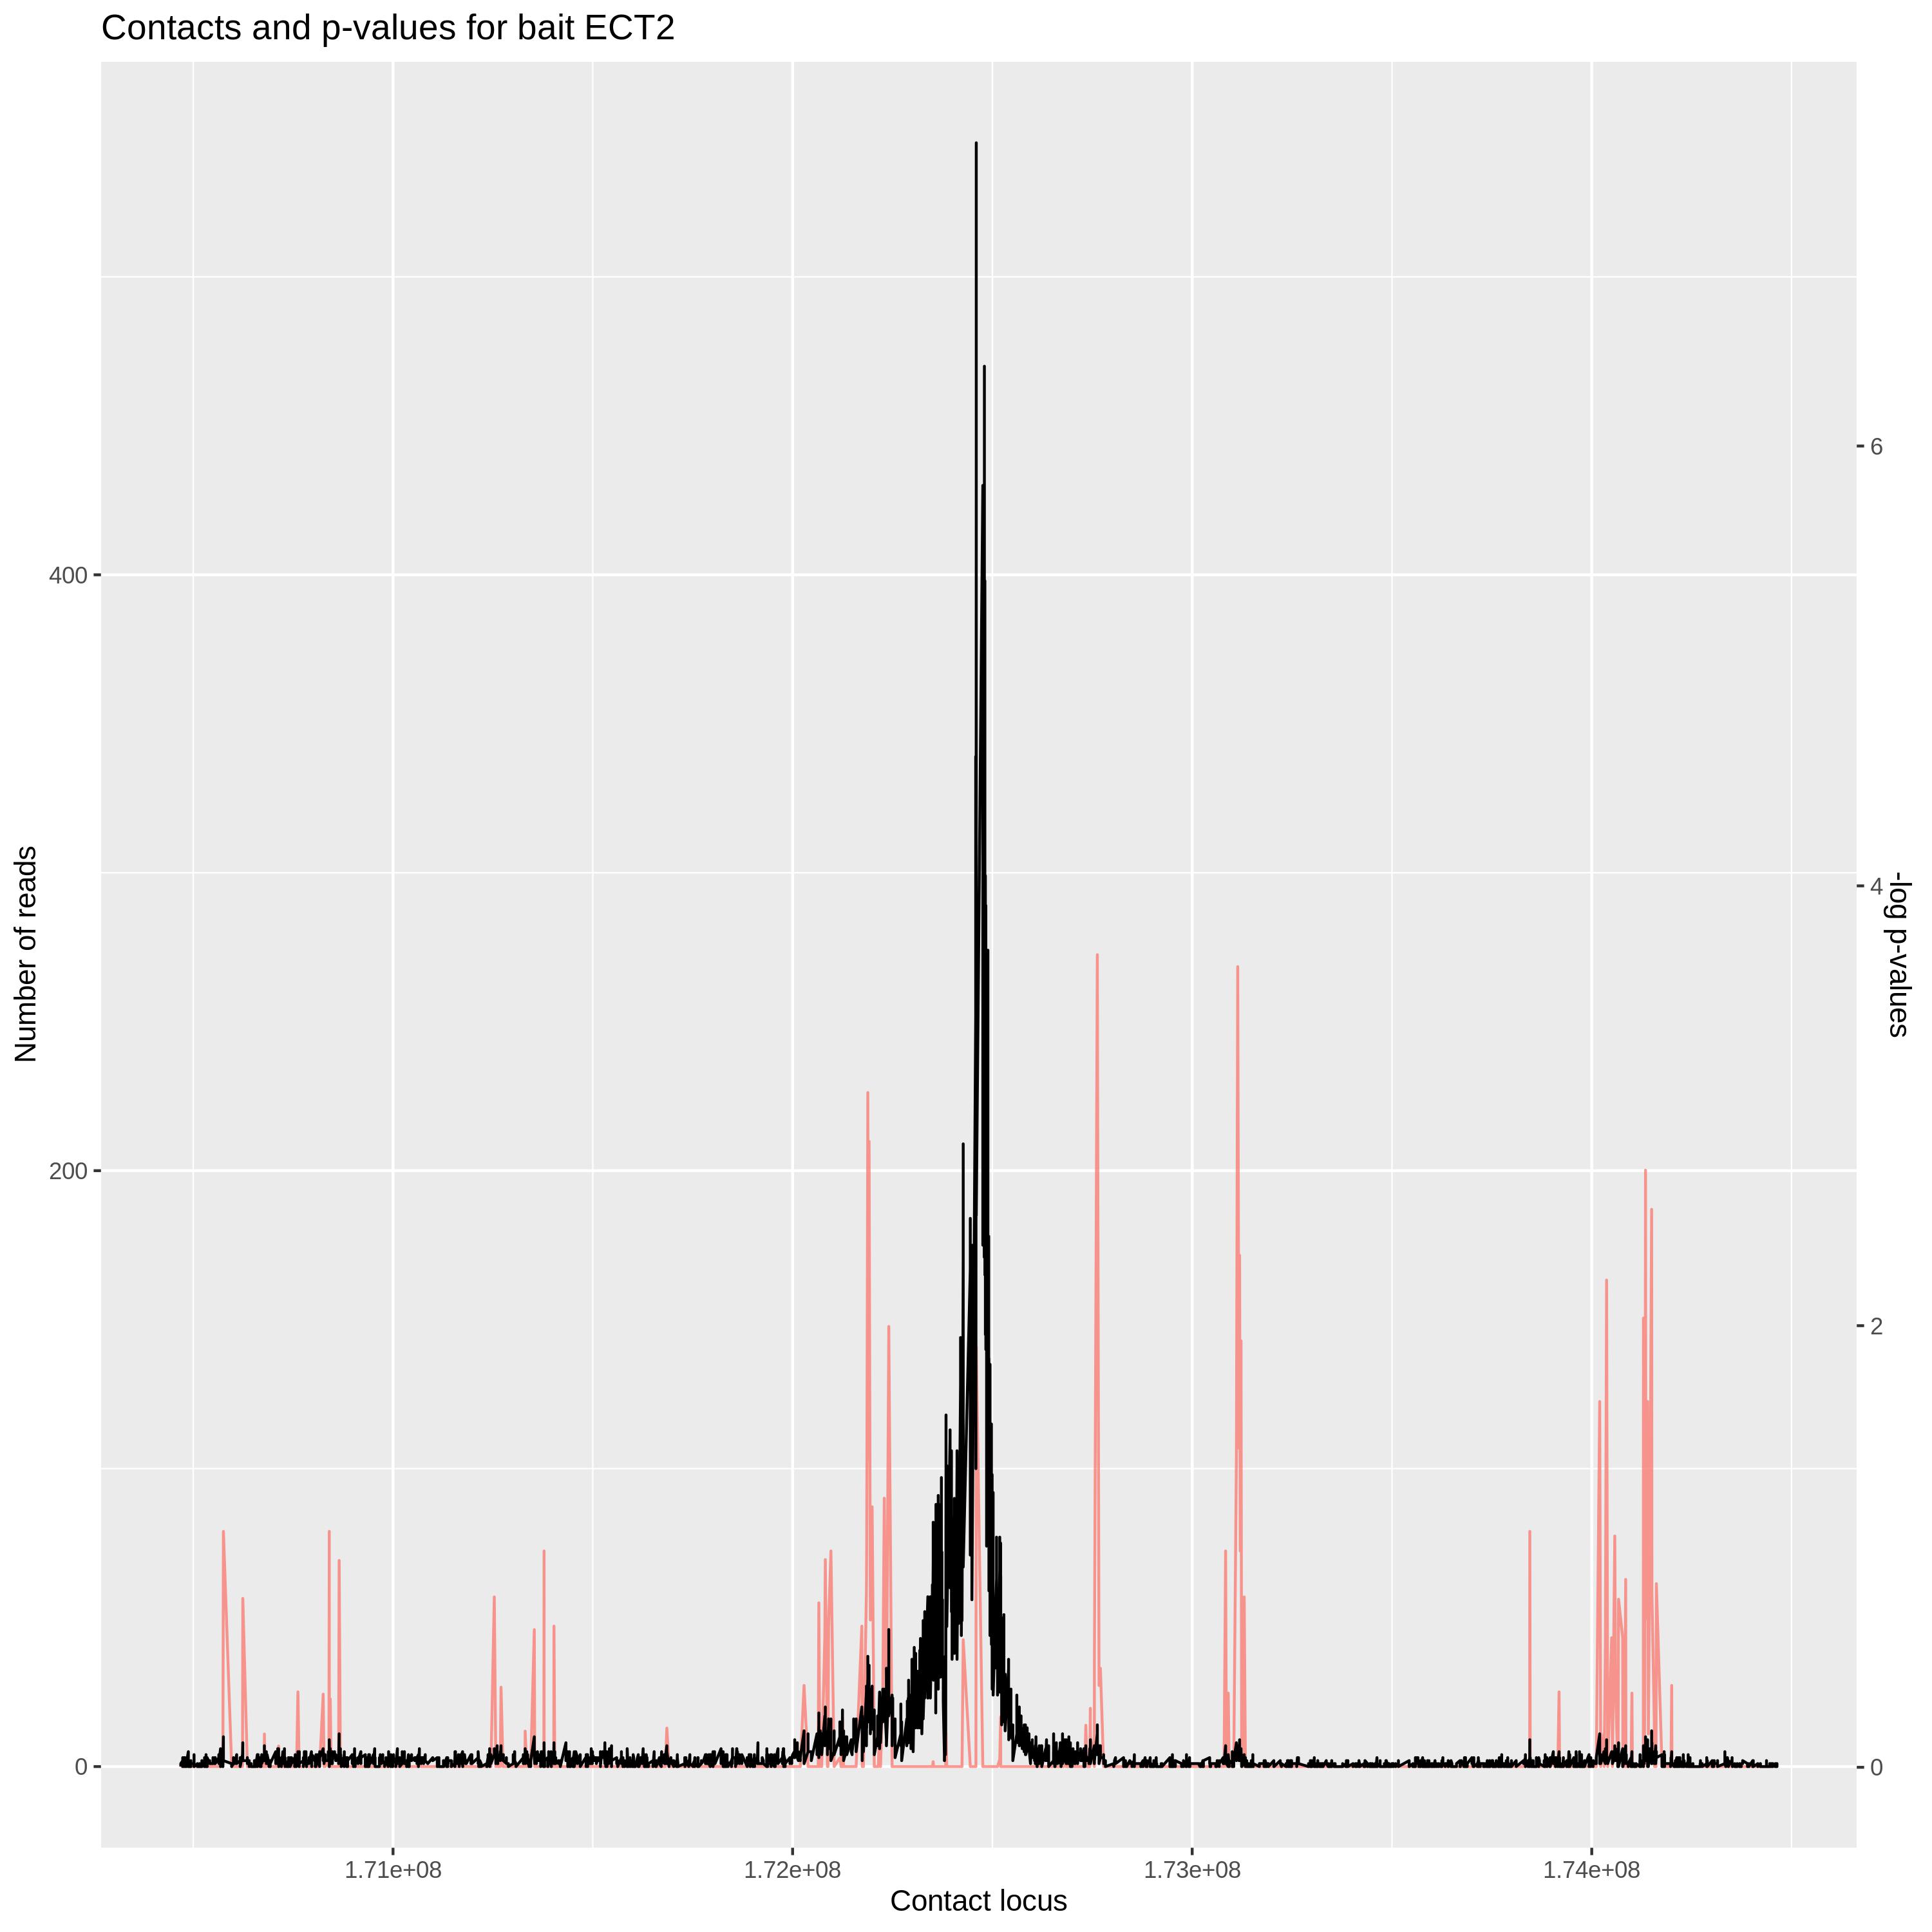 Contacts and p-values for bait ECT2
Number of reads
400
200
0
6
4
2
0
-log p-values
1.71e+08
1.72e+08
1.73e+08
1.74e+08
Contact locus